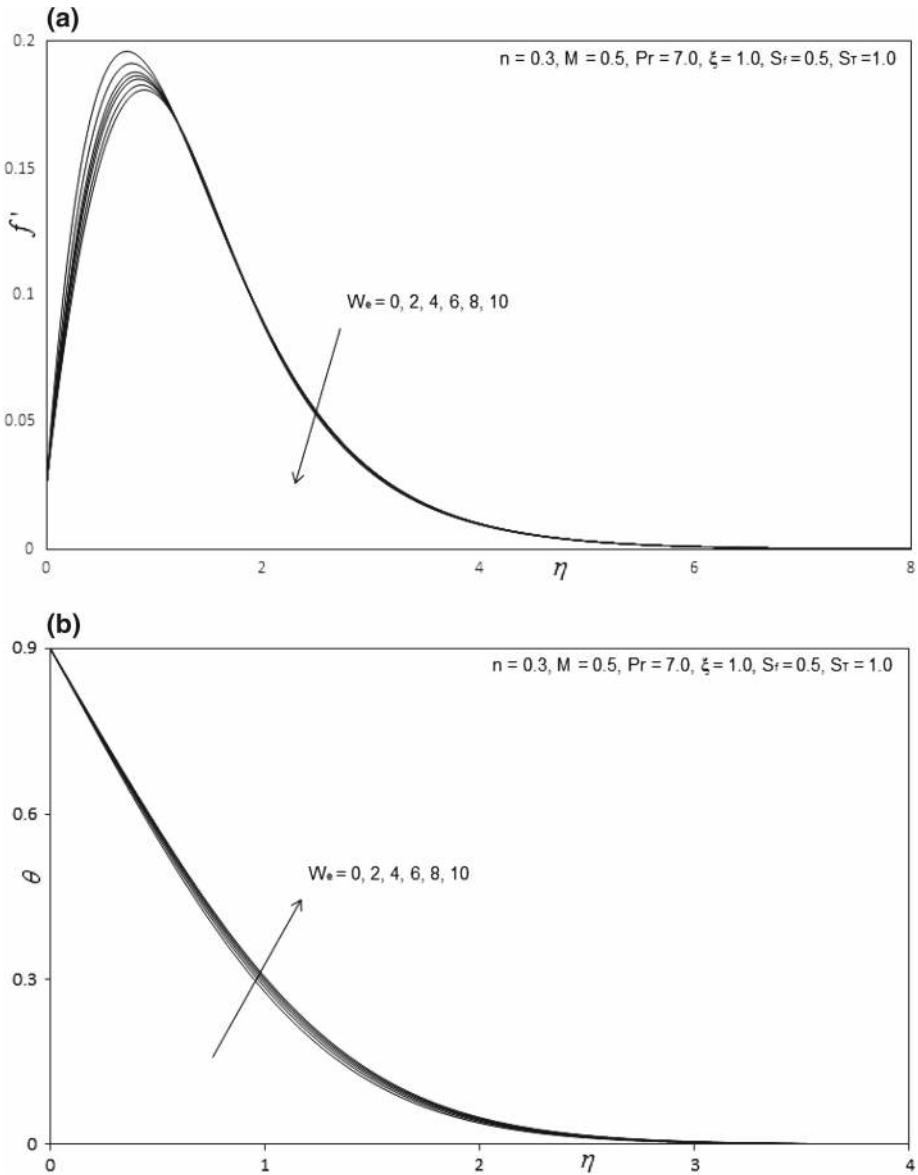 (a)
0.2
n = 0.3, M = 0.5, Pr = 7.0, ξ = 1.0, Sf = 0.5, ST = 1.0
0.15
f'
0.1
We = 0, 2, 4, 6, 8, 10
0.05
0
0 2 4 η 6 8
(b)
0.9
n = 0.3, M = 0.5, Pr = 7.0, ξ = 1.0, Sf = 0.5, ST = 1.0
0.6
θ
We = 0, 2, 4, 6, 8, 10
0.3
0
0 1 2 η 3 4